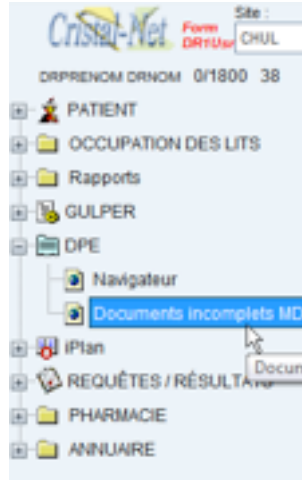 Site :
Cristal-Net Form CHUL
DRPRENOM DRNOM 0/1800 38
PATIENT
OCCUPATION DES LITS
Rapports
GULPER
DPE
Navigateur
Documents incomplets MD
iPlan
Docum
REQUÊTES / RÉSULTATS
PHARMACIE
ANNUAIRE